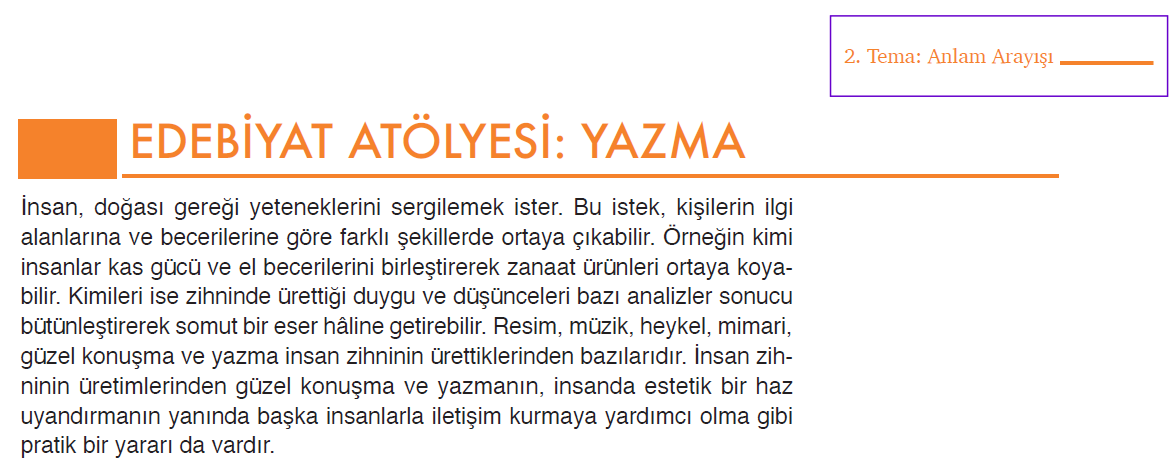 2. Tema: Anlam Arayışı
EDEBİYAT ATÖLYESİ: YAZMA
İnsan, doğası gereği yeteneklerini sergilemek ister. Bu istek, kişilerin ilgi
alanlarına ve becerilerine göre farklı şekillerde ortaya çıkabilir. Örneğin kimi
insanlar kas gücü ve el becerilerini birleştirerek zanaat ürünleri ortaya koya-
bilir. Kimileri ise zihninde ürettiği duygu ve düşünceleri bazı analizler sonucu
bütünleştirerek somut bir eser hâline getirebilir. Resim, müzik, heykel, mimari,
güzel konuşma ve yazma insan zihninin ürettiklerinden bazılarıdır. İnsan zih-
ninin üretimlerinden güzel konuşma ve yazmanın, insanda estetik bir haz
uyandırmanın yanında başka insanlarla iletişim kurmaya yardımcı olma gibi
pratik bir yararı da vardır.